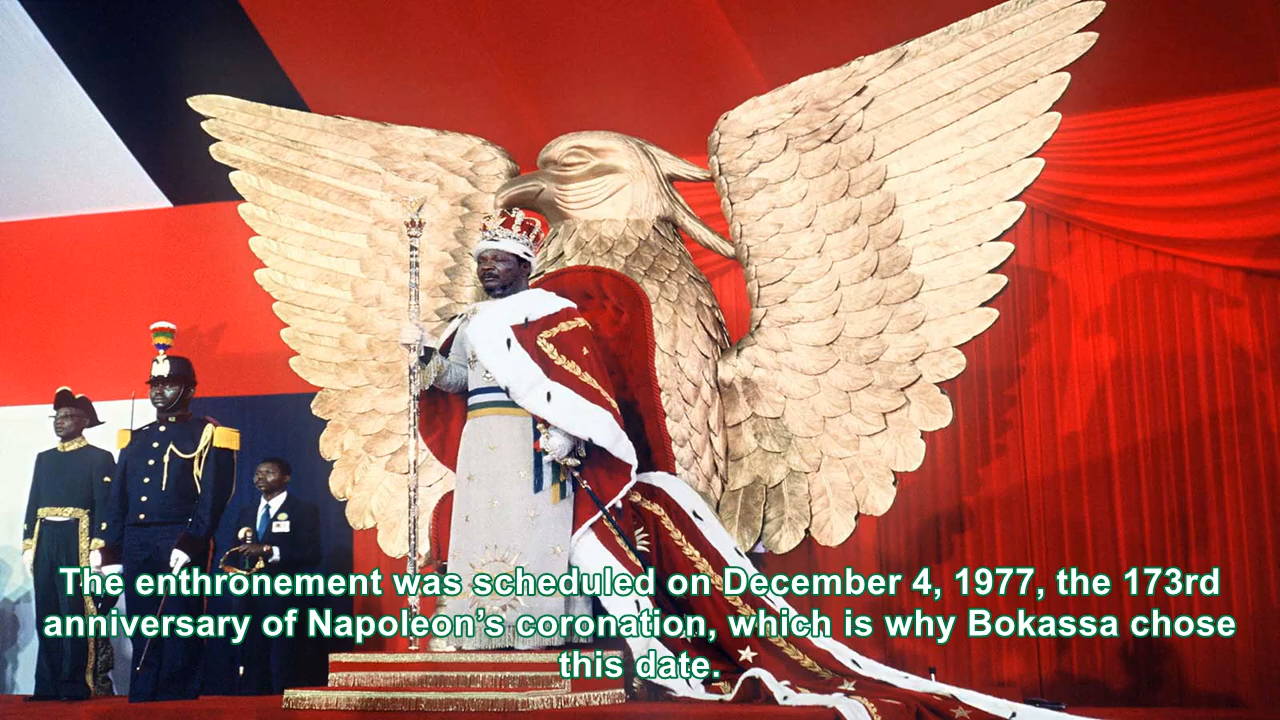 The enthronement was scheduled on December 4, 1977, the 173rd
anniversary of Napoleon’s coronation, which is why Bokassa chose
this date.